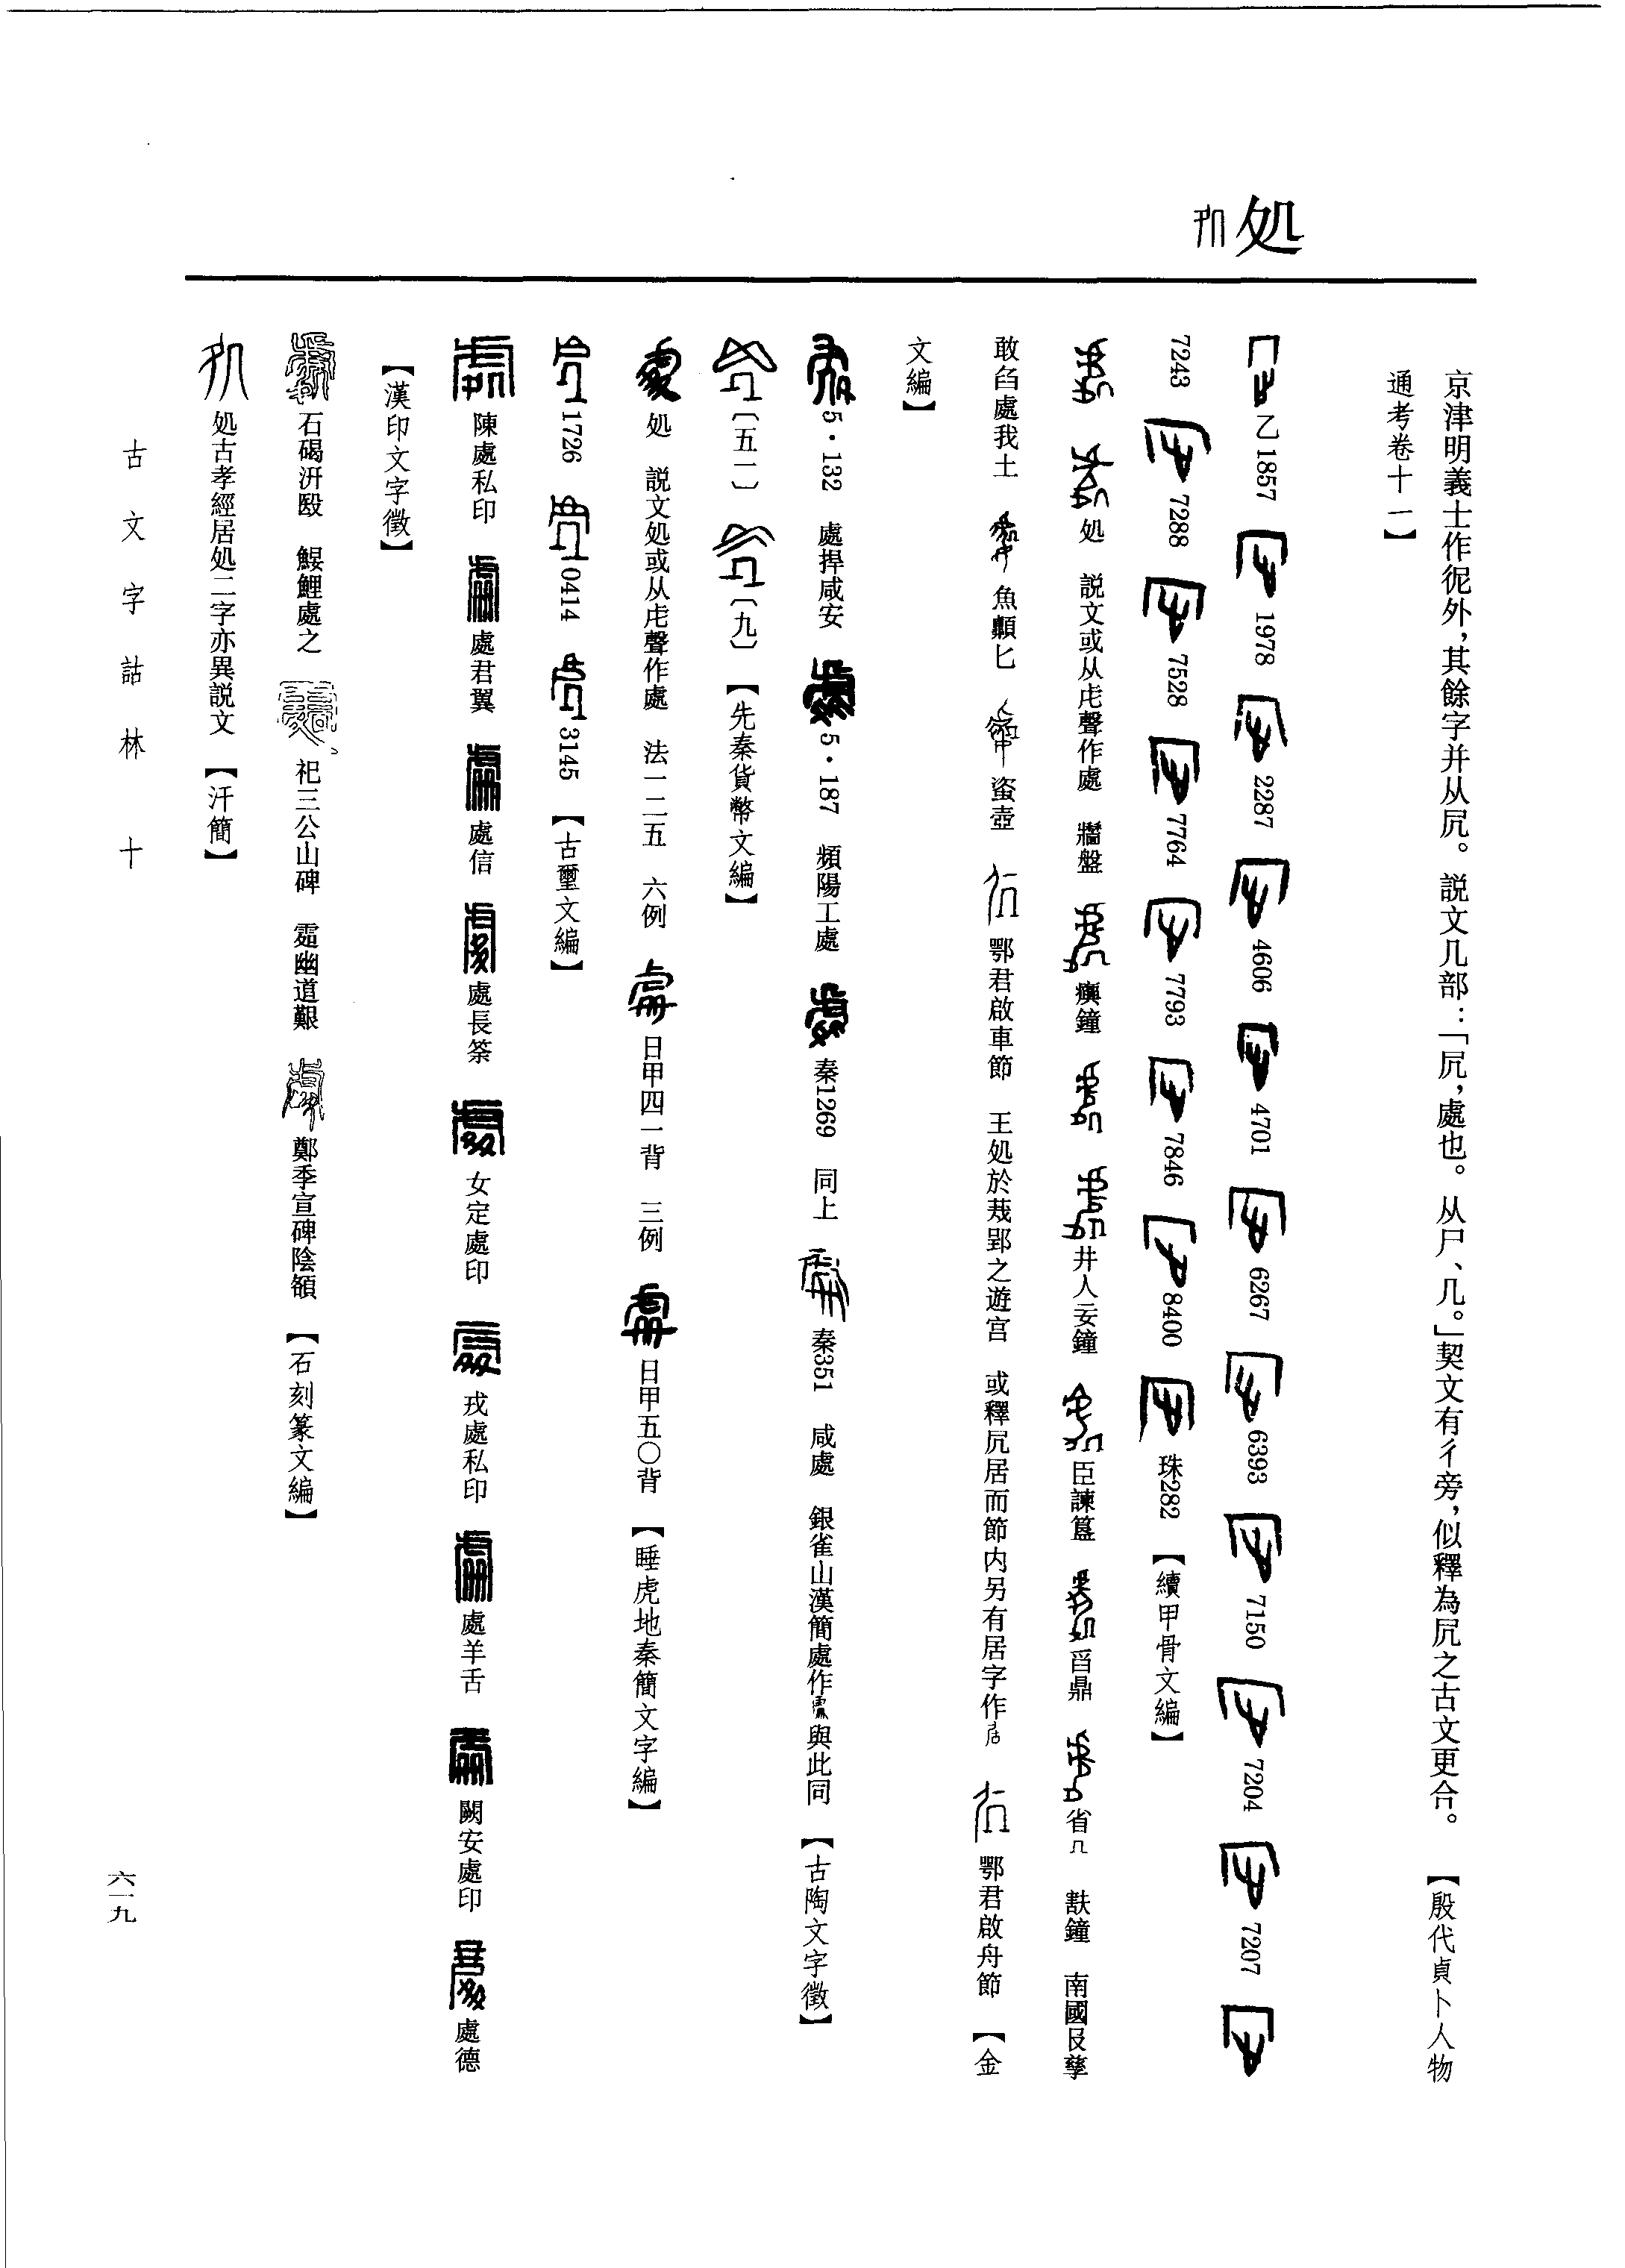 処
京津明義士作伲外，其餘字并从凥。説文几部：「凥，處也。从尸、几。」契文有彳旁，似釋為凥之古文更合。　【殷代貞卜人物
通考卷十一】
乙1857　1978　2287　4606　4701　6267　6393　7150　7204　7207
7243　7288　7528　7764　7793　7846　8400　珠282　【續甲骨文編】
処　説文或从虍聲作處　牆盤　瘨鐘　井人妄鐘　臣諫簋　舀鼎　省几　㝬鐘　南國𠬝孳
敢臽處我土　魚顛匕　𧊒壺　鄂君啟車節　王処於烖郢之遊宫　或釋凥居而節内另有居字作　鄂君啟舟節　【金
文編】
5·132　處捍咸安　5·187　頻陽工處　秦1269　同上　秦351　咸處　銀雀山漢簡處作與此同　【古陶文字徵】
〔五一〕　〔九〕　【先秦貨幣文編】
処　説文処或从虍聲作處　法一二五　六例　日甲四一背　三例　日甲五〇背　【睡虎地秦簡文字編】
1726　0414　3145　【古璽文編】
陳處私印　處君翼　處信　處長荼　女定處印　戎處私印　處羊舌　闕安處印　處德
【漢印文字徵】
石碣汧殹　鰋鯉處之　祀三公山碑　幽道艱　鄭季宣碑陰領　【石刻篆文編】
処古孝經居処二字亦異説文　【汗簡】
古文字詁林　十
六一九